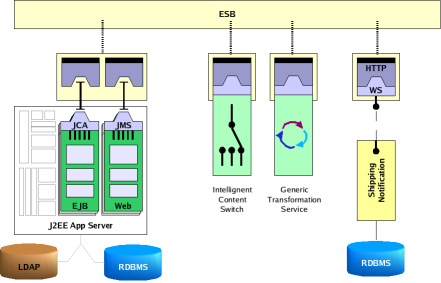 ESB
HTTP
WS
JCA
JMS
EJB
Web
J2EE App Server
Intellignent
Content
Switch
Generic
Transformation
Service
Shipping
Notification
LDAP
RDBMS
RDBMS